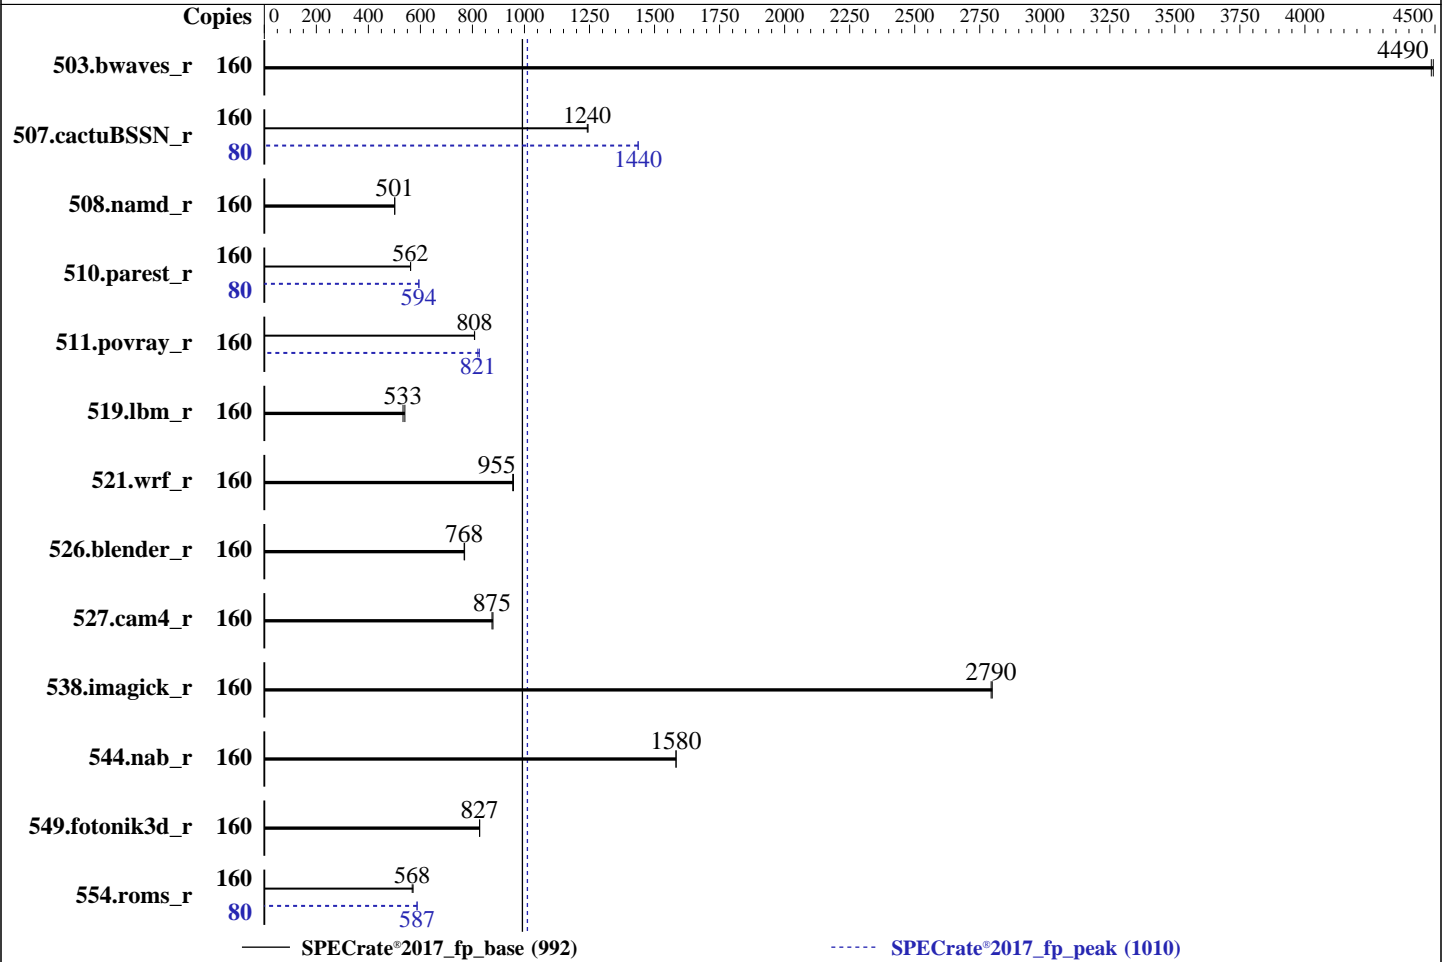 Copies 0 200 400 600 800 1000 1250 1500 1750 2000 2250 2500 2750 3000 3250 3500 3750 4000 4500
503.bwaves_r 160 4490
507.cactuBSSN_r 160 1240
80 1440
508.namd_r 160 501
510.parest_r 160 562
80 594
511.povray_r 160 808
821
519.lbm_r 160 533
521.wrf_r 160 955
526.blender_r 160 768
527.cam4_r 160 875
538.imagick_r 160 2790
544.nab_r 160 1580
549.fotonik3d_r 160 827
554.roms_r 160 568
80 587
SPECrate®2017_fp_base (992) SPECrate®2017_fp_peak (1010)